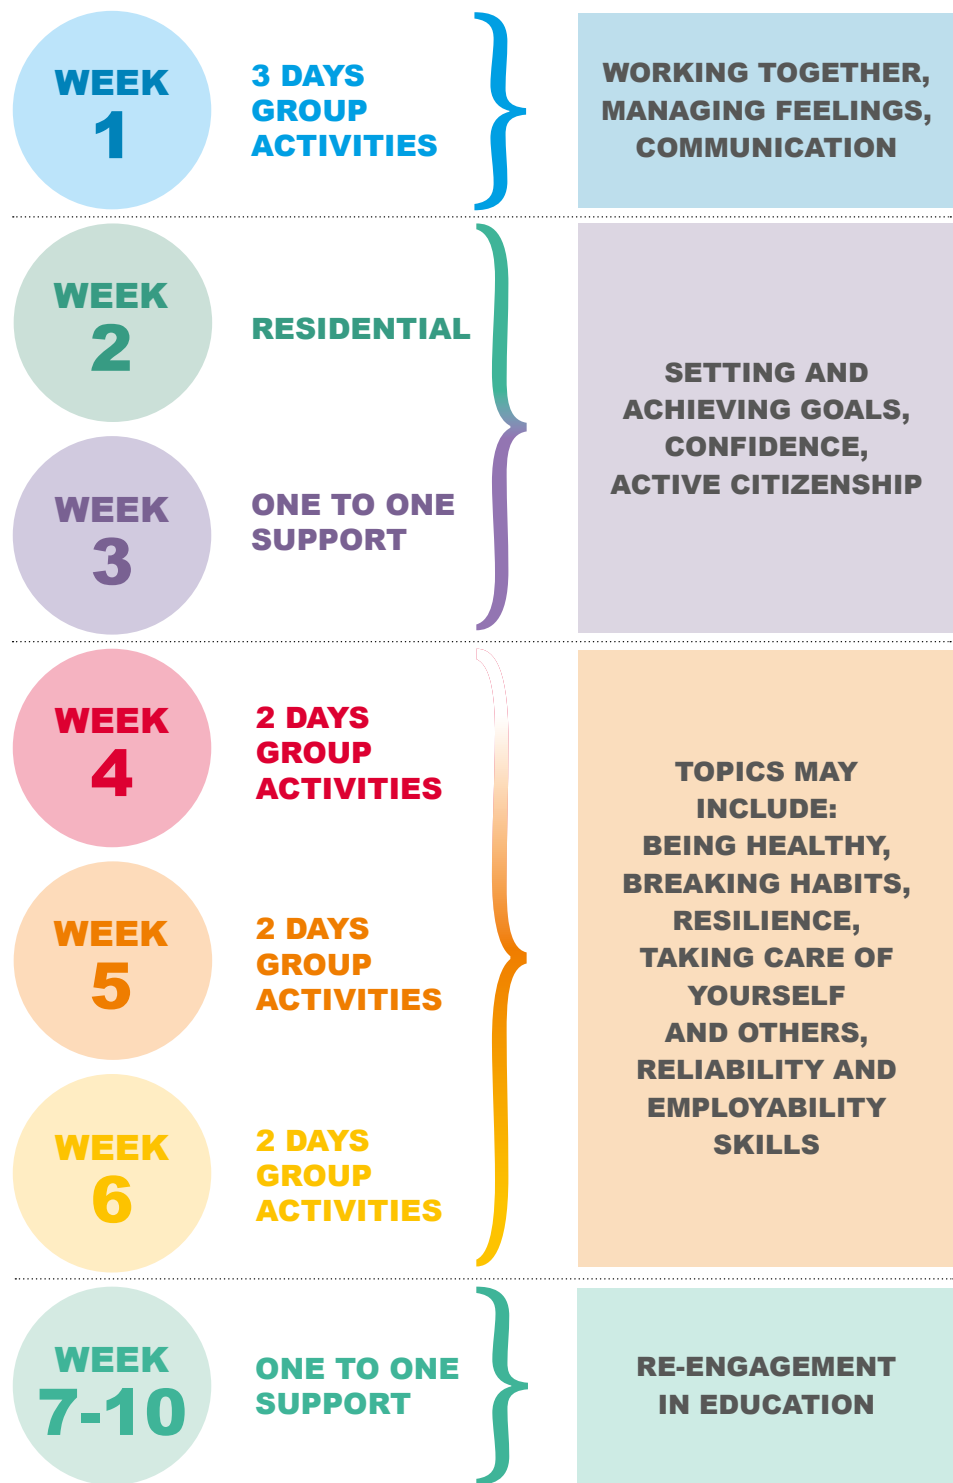 WEEK
1
3 DAYS
GROUP
ACTIVITIES
WORKING TOGETHER,
MANAGING FEELINGS,
COMMUNICATION
WEEK
2
RESIDENTIAL
WEEK
3
ONE TO ONE
SUPPORT
SETTING AND
ACHIEVING GOALS,
CONFIDENCE,
ACTIVE CITIZENSHIP
WEEK
4
2 DAYS
GROUP
ACTIVITIES
WEEK
5
2 DAYS
GROUP
ACTIVITIES
WEEK
6
2 DAYS
GROUP
ACTIVITIES
TOPICS MAY
INCLUDE:
BEING HEALTHY,
BREAKING HABITS,
RESILIENCE,
TAKING CARE OF
YOURSELF
AND OTHERS,
RELIABILITY AND
EMPLOYABILITY
SKILLS
WEEK
7-10
ONE TO ONE
SUPPORT
RE-ENGAGEMENT
IN EDUCATION